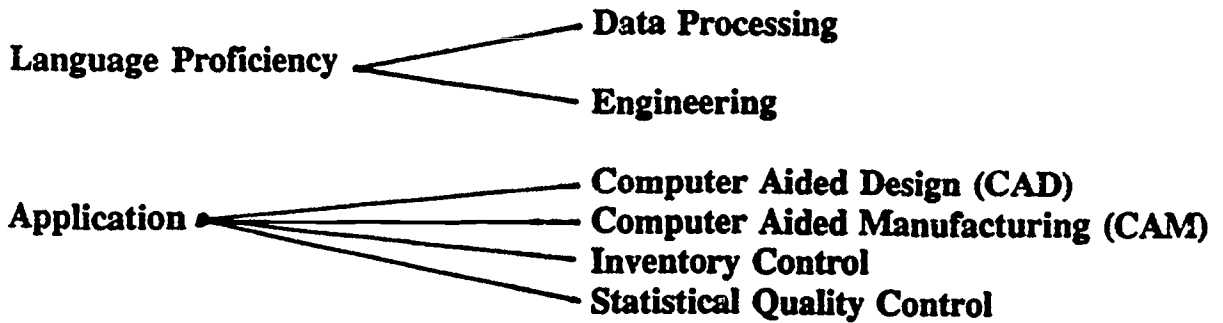 Data Processing
Language Proficiency
Engineering
Computer Aided Design (CAD)
Application
Computer Aided Manufacturing (CAM)
Inventory Control
Statistical Quality Control